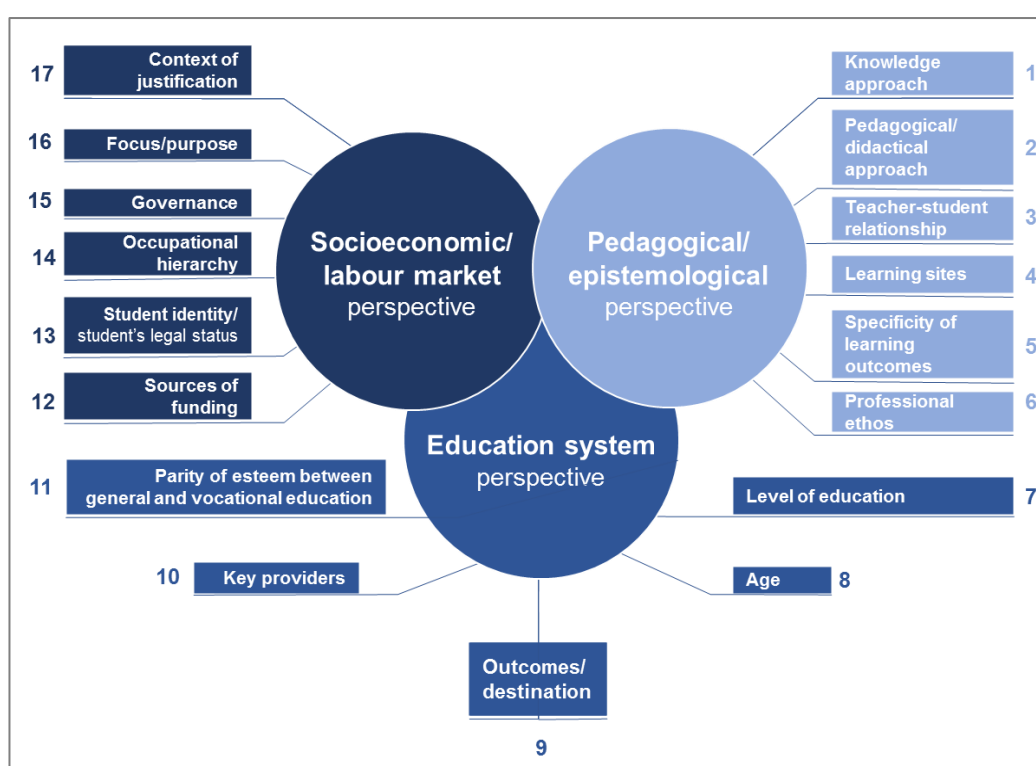 17
Context of
justification
16
Focus/purpose
15
Governance
14
Occupational
hierarchy
13
Student identity/
student's legal status
12
Sources of
funding
Socioeconomic/
labour market
perspective
Pedagogical/
epistemological
perspective
Knowledge
approach
1
Pedagogical/
didactical
approach
2
Teacher-student
relationship
3
Learning sites
4
Specificity of
learning
outcomes
5
Professional
ethos
6
Education system
perspective
11
Parity of esteem between
general and vocational education
Level of education
7
10
Key providers
Age
8
Outcomes/
destination
9